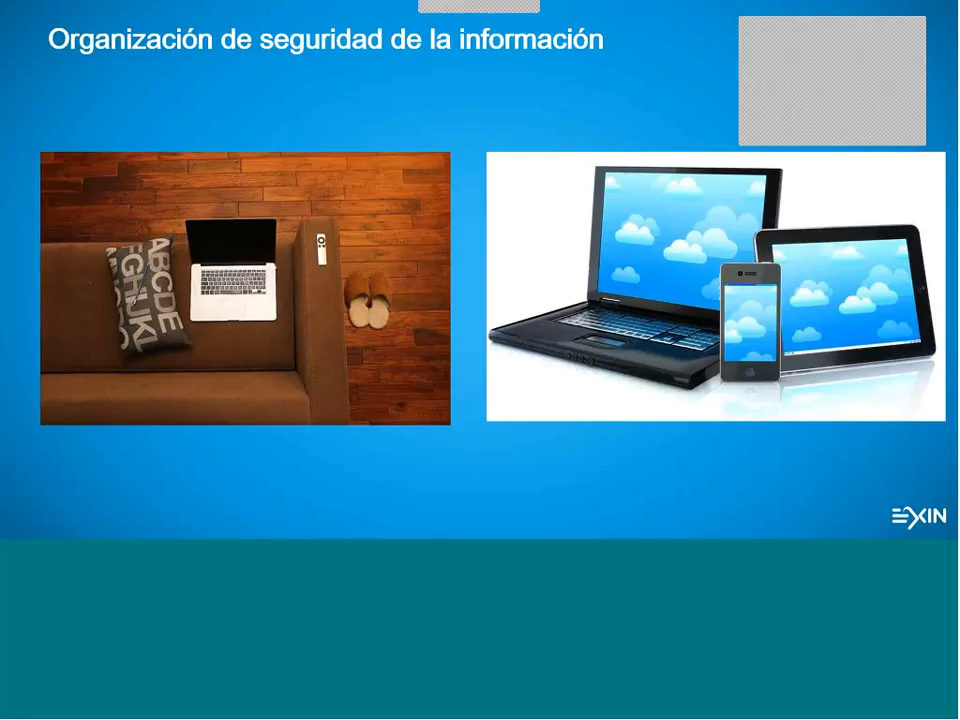 Organización de seguridad de la información
ABCDE
FGHIJKL
EXIN